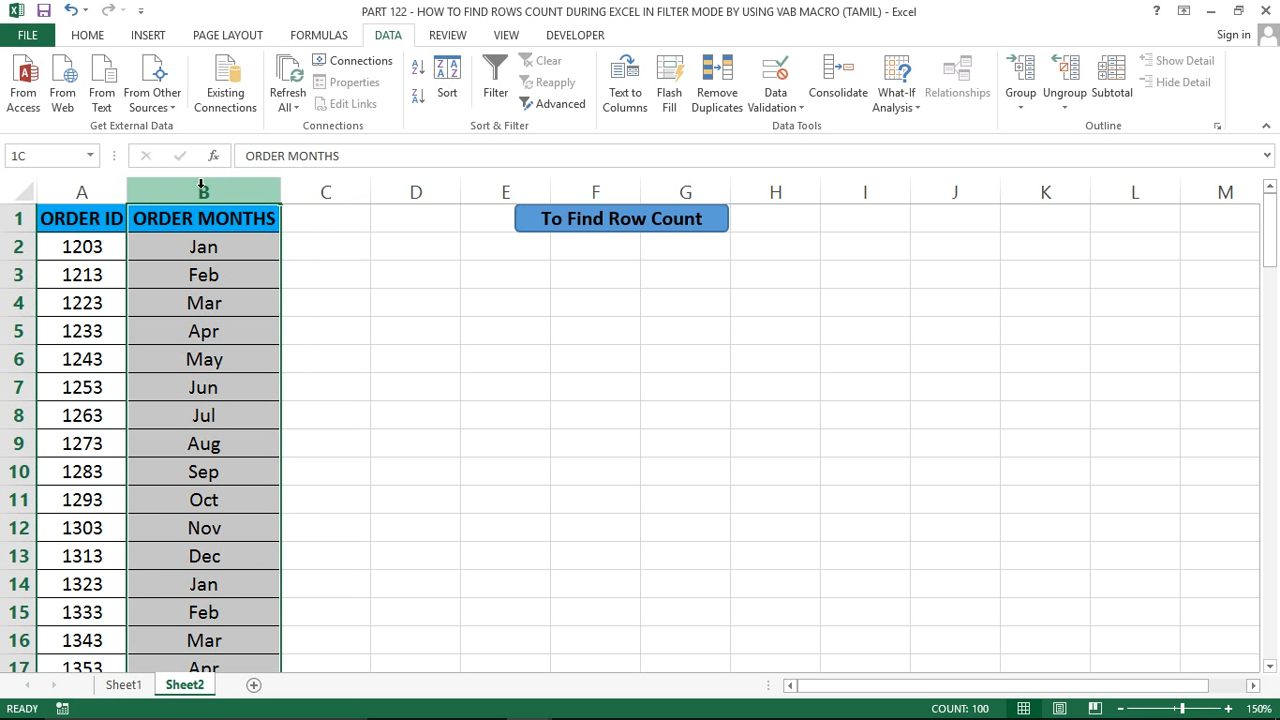 PART 122 - HOW TO FIND ROWS COUNT DURING EXCEL IN FILTER MODE BY USING VAB MACRO (TAMIL) - Excel
FILE HOME INSERT PAGE LAYOUT FORMULAS DATA REVIEW VIEW DEVELOPER Sign in
From Access
From Web
From Text
From Other Sources
Existing Connections
Get External Data
Refresh All
Connections
Properties
Edit Links
Connections
Sort
Filter
Clear
Reapply
Advanced
Sort & Filter
Text to Columns
Flash Fill
Remove Duplicates
Data Validation
Consolidate
What-If Analysis
Relationships
Data Tools
Group
Ungroup
Subtotal
Show Detail
Hide Detail
Outline
1C fx ORDER MONTHS
A B C D E F G H I J K L M
1 ORDER ID ORDER MONTHS To Find Row Count
2 1203 Jan
3 1213 Feb
4 1223 Mar
5 1233 Apr
6 1243 May
7 1253 Jun
8 1263 Jul
9 1273 Aug
10 1283 Sep
11 1293 Oct
12 1303 Nov
13 1313 Dec
14 1323 Jan
15 1333 Feb
16 1343 Mar
17 1353 Apr
Sheet1 Sheet2
READY COUNT: 100 150%